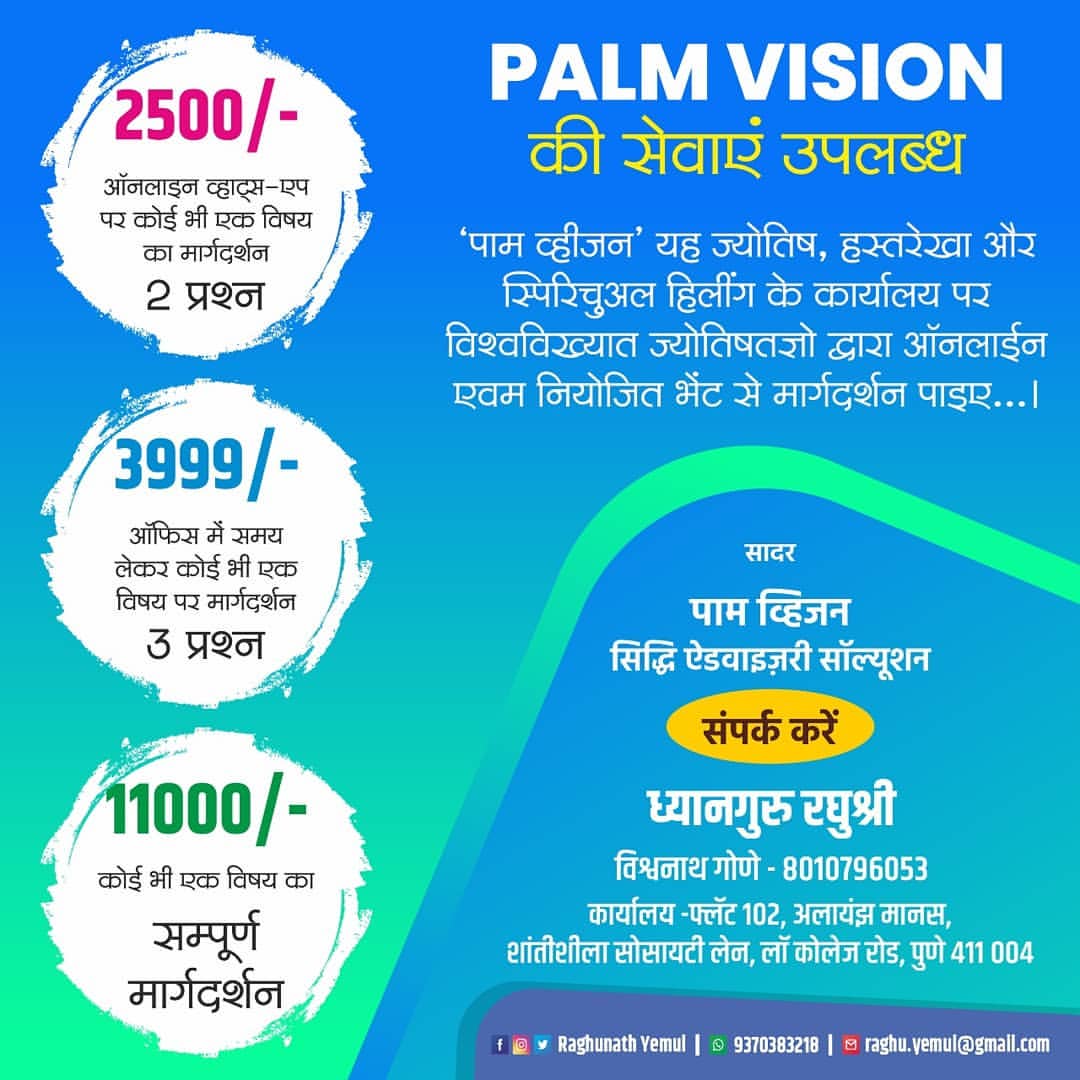 PALM VISION
की सेवाएं उपलब्ध
‘पाम व्हीजन’ यह ज्योतिष, हस्तरेखा और
स्पिरिचुअल हिलींग के कार्यालय पर
विश्वविख्यात ज्योतिषतज्ञो द्वारा ऑनलाईन
एवम नियोजित भेंट से मार्गदर्शन पाइए...।
2500/-
ऑनलाइन व्हाट्स-एप
पर कोई भी एक विषय
का मार्गदर्शन
2 प्रश्न
3999/-
ऑफिस में समय
लेकर कोई भी एक
विषय पर मार्गदर्शन
3 प्रश्न
11000/-
कोई भी एक विषय का
सम्पूर्ण
मार्गदर्शन
सादर
पाम व्हिजन
सिद्धि ऐडवाइज़री सॉल्यूशन
संपर्क करें
ध्यानगुरु रघुश्री
विश्वनाथ गोणे - 8010796053
कार्यालय -फ्लॅट 102, अलायंझ मानस,
शांतीशीला सोसायटी लेन, लॉ कोलेज रोड, पुणे 411 004
Raghunath Yemul | 9370383218 | raghu.yemul@gmail.com